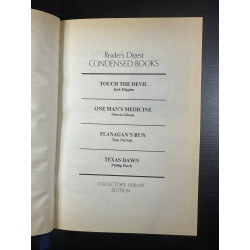 Reader's Digest
CONDENSED BOOKS
TOUCH THE DEVIL
Jack Higgins
ONE MAN'S MEDICINE
Morris Gibson
FLANAGAN'S RUN
Tom McNab
TEXAS DAWN
Phillip Finch
COLLECTOR'S LIBRARY
EDITION